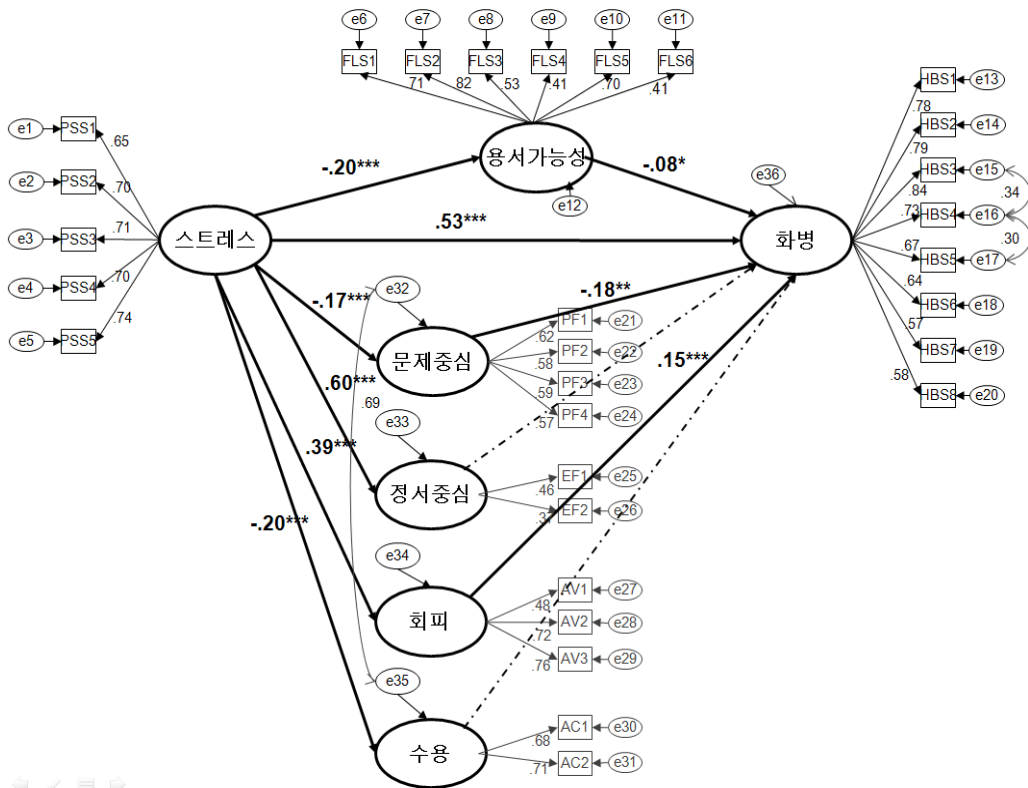 e6 e7 e8 e9 e10 e11
FLS1 FLS2 FLS3 FLS4 FLS5 FLS6
.71 .82 .53 .41 .70 .41
용서가능성
e12
e1 PSS1
.65
e2 PSS2
.70
e3 PSS3
.71
e4 PSS4
.70
e5 PSS5
.74
스트레스
-.20***
-.08*
.53***
e36
화병
HBS1 e13
.78
HBS2 e14
.79
HBS3 e15
.84
.34
HBS4 e16
.73
.30
HBS5 e17
.67
HBS6 e18
.64
HBS7 e19
.57
HBS8 e20
.58
-.17***
e32
-.18**
문제중심
PF1 e21
.62
PF2 e22
.58
PF3 e23
.59
PF4 e24
.57
.15***
.60***
.69
e33
정서중심
EF1 e25
.46
EF2 e26
.39***
e34
회피
AV1 e27
.48
AV2 e28
.72
AV3 e29
.76
-.20***
e35
수용
AC1 e30
.68
AC2 e31
.71